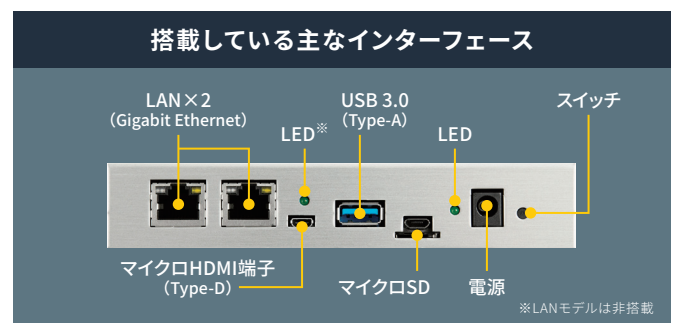 搭載している主なインターフェース
LAN×2
（Gigabit Ethernet）
LED※
USB 3.0
（Type-A）
LED
スイッチ
マイクロHDMI端子
（Type-D）
マイクロSD
電源
※LANモデルは非搭載